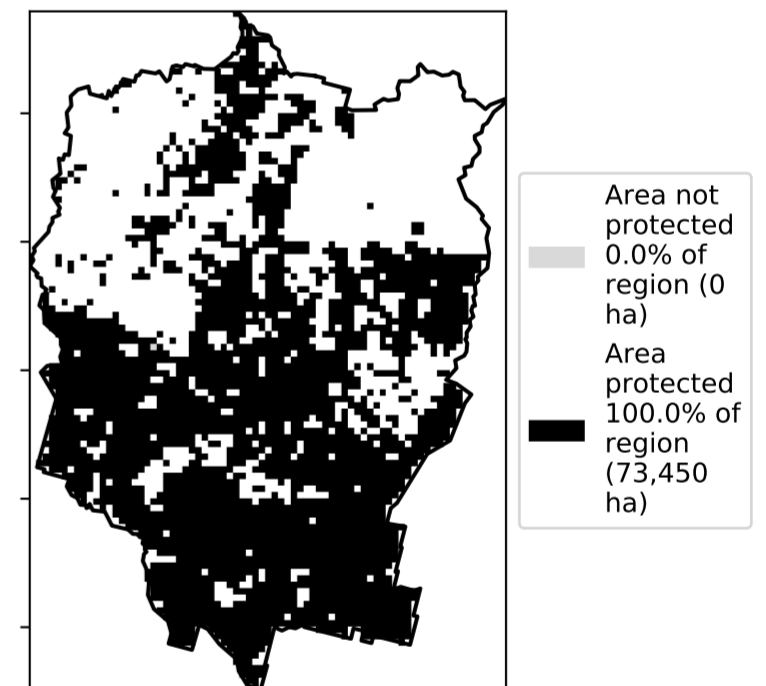 Area not
protected
0.0% of
region (0
ha)
Area
protected
100.0% of
region
(73,450
ha)